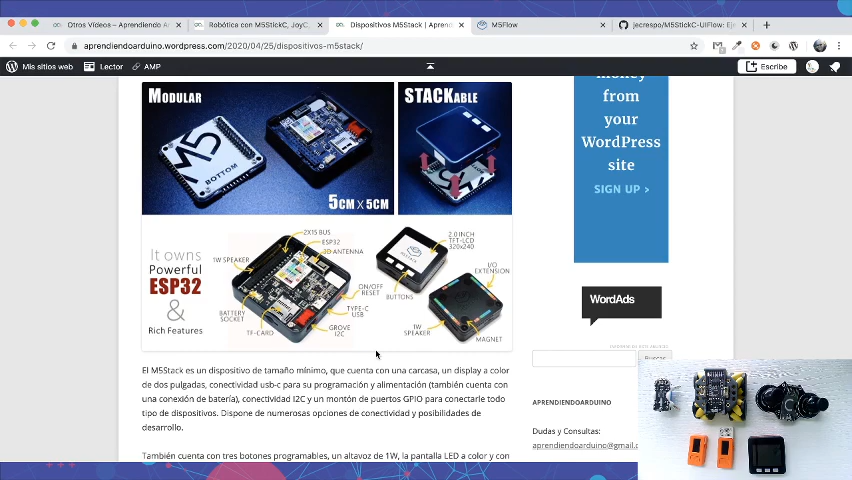 Otros Vídeos – Aprendiendo A
Robótica con M5StickC, JoyC,
Dispositivos M5Stack | Aprend
M5Flow
jecrespo/M5StickC-UIFlow: Eje
aprendiendoarduino.wordpress.com/2020/04/25/dispositivos-m5stack/
Mis sitios web
Lector
AMP
Escribe
MODULAR
STACKABLE
M5
BOTTOM
5CM X 5CM
money
from
your
WordPress
site
SIGN UP >
It owns
Powerful
ESP32
&
Rich Features
2X15 BUS
ESP32
3D ANTENNA
1W SPEAKER
ON/OFF
RESET
TYPE-C
USB
GROVE
I2C
TF-CARD
BATTERY
SOCKET
2.0 INCH
TFT-LCD
320x240
BUTTONS
I/O
EXTENSION
1W
SPEAKER
MAGNET
WordAds
Buscar
El M5Stack es un dispositivo de tamaño mínimo, que cuenta con una carcasa, un display a color
de dos pulgadas, conectividad usb-c para su programación y alimentación (también cuenta con
una conexión de batería), conectividad I2C y un montón de puertos GPIO para conectarle todo
tipo de dispositivos. Dispone de numerosas opciones de conectividad y posibilidades de
desarrollo.
También cuenta con tres botones programables, un altavoz de 1W, la pantalla LED a color y con
APRENDIENDOARDUINO
Dudas y Consultas:
aprendiendoarduino@gmail.c